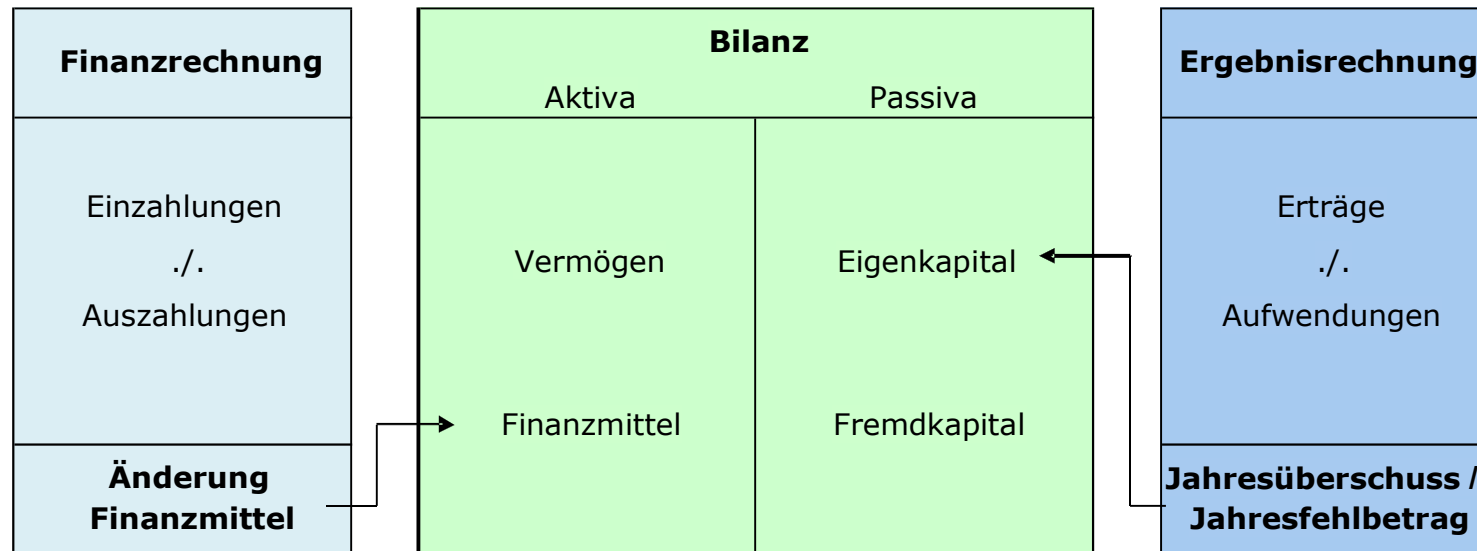 Finanzrechnung
Einzahlungen
./.
Auszahlungen
Änderung
Finanzmittel
Bilanz
Aktiva
Passiva
Vermögen
Eigenkapital
Finanzmittel
Fremdkapital
Ergebnisrechnung
Erträge
./.
Aufwendungen
Jahresüberschuss /
Jahresfehlbetrag